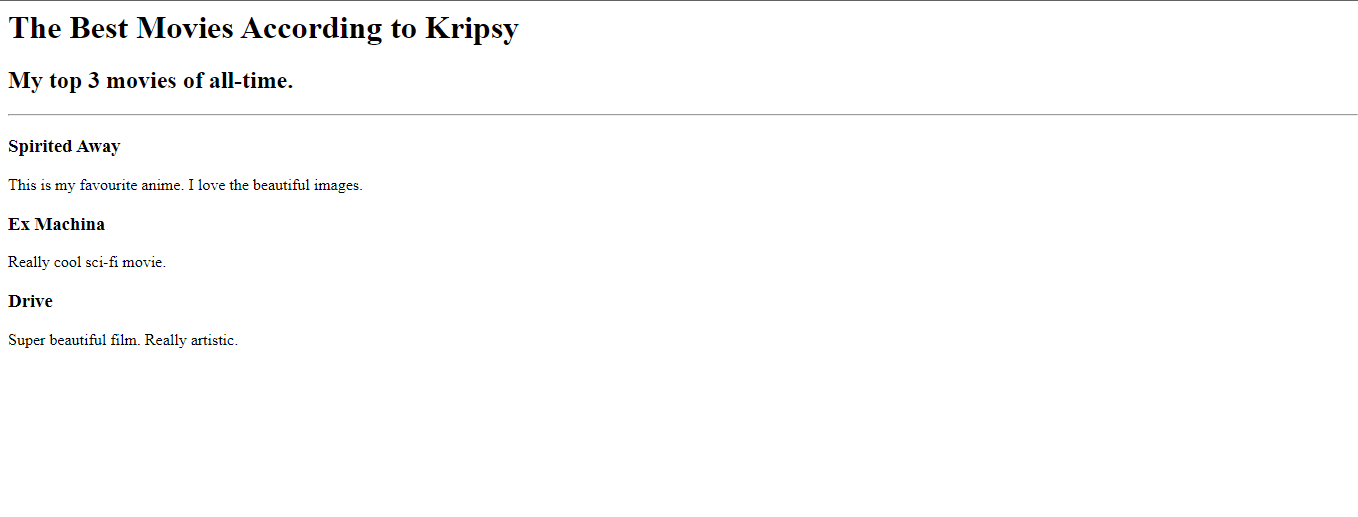 The Best Movies According to Kripsy
My top 3 movies of all-time.
Spirited Away
This is my favourite anime. I love the beautiful images.
Ex Machina
Really cool sci-fi movie.
Drive
Super beautiful film. Really artistic.